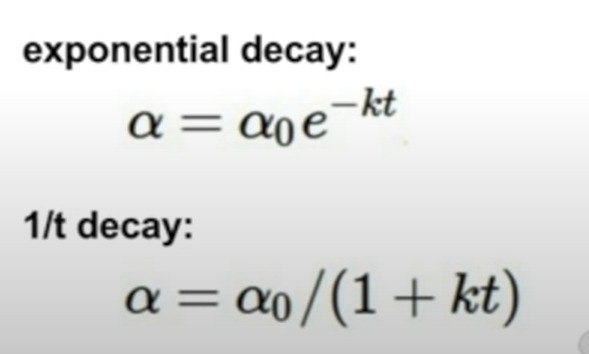 exponential decay:
α = α₀e⁻ᵏᵗ
1/t decay:
α = α₀/(1 + kt)